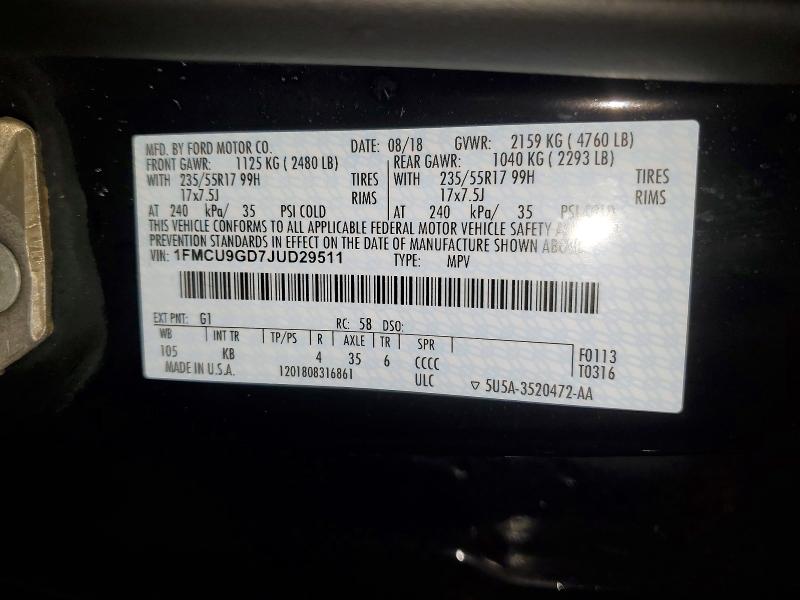 MFD. BY FORD MOTOR CO. DATE: 08/18 GVWR: 2159 KG ( 4760 LB)
FRONT GAWR: 1125 KG ( 2480 LB) REAR GAWR: 1040 KG ( 2293 LB)
WITH 235/55R17 99H TIRES WITH 235/55R17 99H TIRES
17x7.5J RIMS 17x7.5J RIMS
AT 240 kPa/ 35 PSI COLD AT 240 kPa/ 35 PSI COLD
THIS VEHICLE CONFORMS TO ALL APPLICABLE FEDERAL MOTOR VEHICLE SAFETY AND THEFT
PREVENTION STANDARDS IN EFFECT ON THE DATE OF MANUFACTURE SHOWN ABOVE.
VIN: 1FMCU9GD7JUD29511 TYPE: MPV
EXT PNT: G1 RC: 58 DSO:
WB INT TR TP/PS R AXLE TR SPR
105 KB 4 35 6 CCCC F0113
MADE IN U.S.A. 1201808316861 ULC T0316
▽ 5U5A-3520472-AA